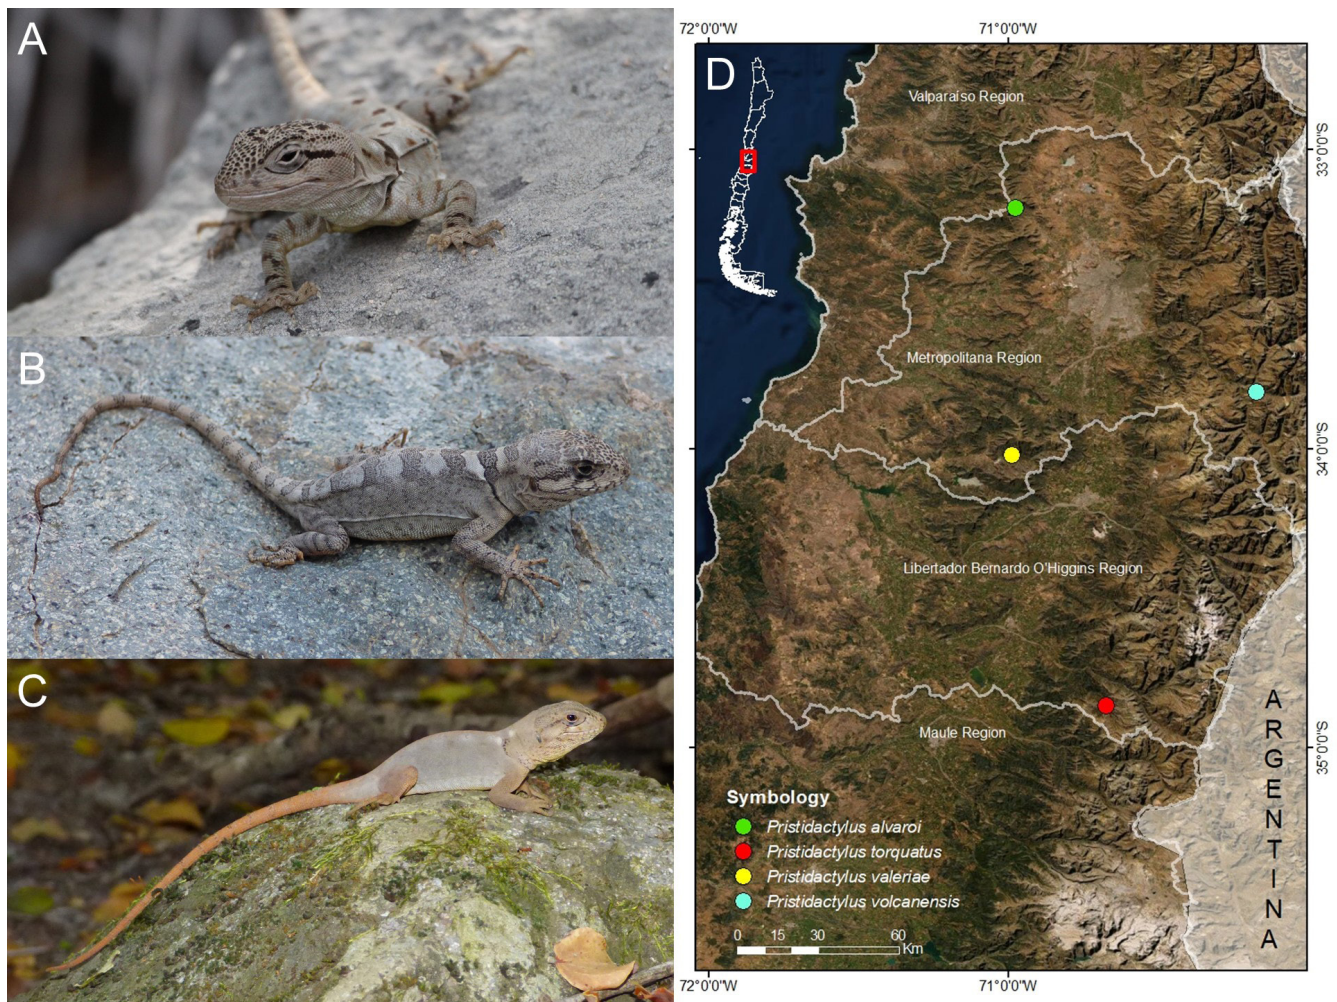 A
B
C
D
72°0'0"W
71°0'0"W
Valparaíso Region
33°0'0"S
Metropolitana Region
34°0'0"S
Libertador Bernardo O'Higgins Region
Maule Region
35°0'0"S
ARGENTINA
Symbology
Pristidactylus alvaroi
Pristidactylus torquatus
Pristidactylus valeriae
Pristidactylus volcanensis
0 15 30 60
Km
72°0'0"W
71°0'0"W